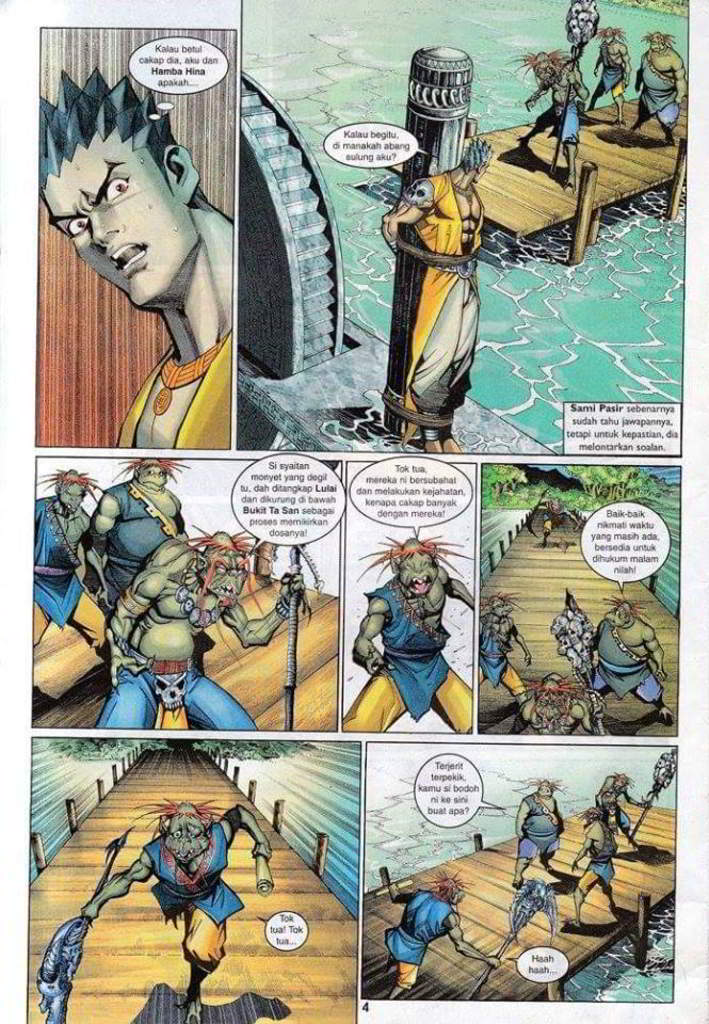 Kalau betul
cakap dia, aku dan
Hamba Hina
apakah....
Kalau begitu,
di manakah abang
sulung aku?
Sami Pasir sebenarnya
sudah tahu jawapannya,
tetapi untuk kepastian, dia
melontarkan soalan.
Si syaitan
monyet yang degil
tu, dah ditangkap Lulai
dan dikurung di bawah
Bukit Ta San sebagai
proses memikirkan
dosanya!
Tok tua,
mereka ni bersubahat
dan melakukan kejahatan,
kenapa cakap banyak
dengan mereka!
Baik-baik
nikmati waktu
yang masih ada,
bersedia untuk
dihukum malam
nilah!
Tok
tua! Tok
tua...
Terjerit
terpekik,
kamu si bodoh
ni ke sini
buat apa?
Haah
haah...
4